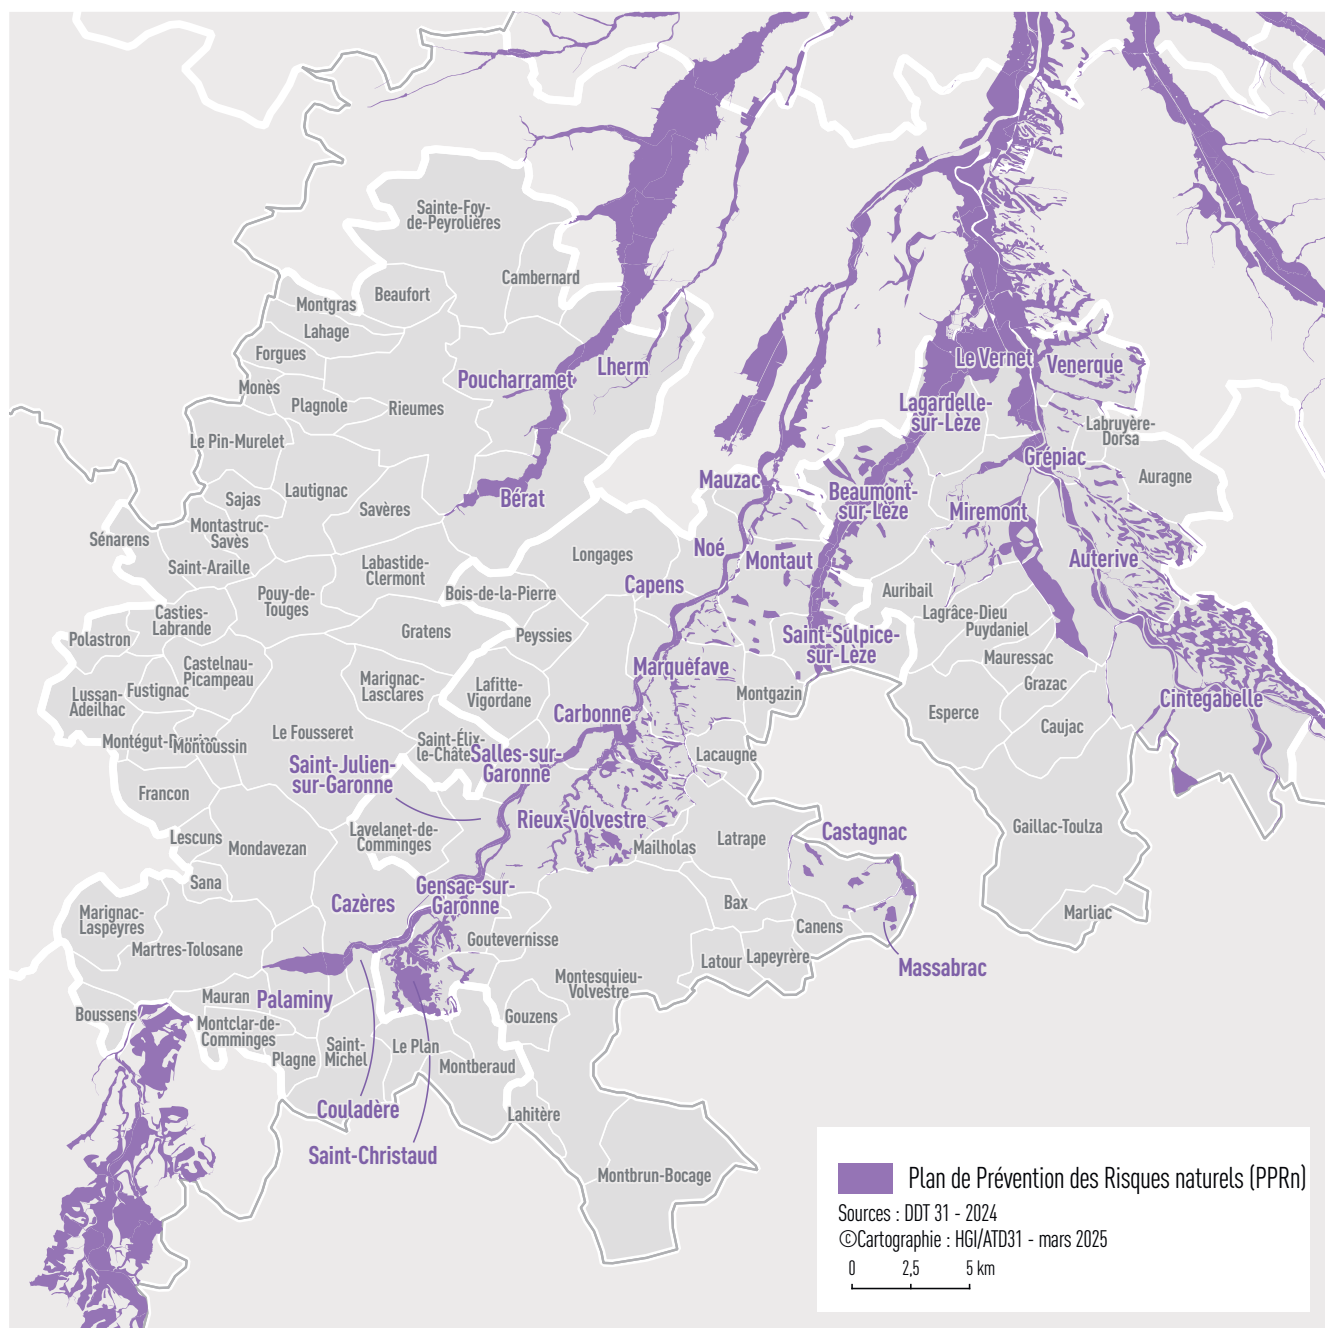 Sainte-Foy-
de-Peyrolières
Cambernard
Beaufort
Montgras
Lahage
Forgues
Monès
Plagnole
Rieumes
Poucharramet
Lherm
Le Vernet
Venerque
Lagardelle-
sur-Lèze
Labruyère-
Dorsa
Le Pin-Murelet
Grépiac
Auragne
Mauzac
Beaumont-
sur-Lèze
Miremont
Sajas
Lautignac
Savères
Bérat
Sénarens
Montastruc-
Savès
Saint-Araille
Labastide-
Clermont
Longages
Noé
Montaut
Auterive
Capens
Bois-de-la-Pierre
Pouy-de-
Touges
Auribail
Lagrâce-Dieu
Puydaniel
Casties-
Labrande
Polastron
Gratens
Peyssies
Saint-Sulpice-
sur-Lèze
Mauressac
Castelnau-
Picampeau
Marquefave
Grazac
Lussan-
Adeilhac
Fustignac
Marignac-
Lasclares
Lafitte-
Vigordane
Montgazin
Cintegabelle
Carbonne
Esperce
Caujac
Le Fousseret
Montoussin
Saint-Élix-
Salles-sur-
Garonne
Lacaugne
Saint-Julien-
sur-Garonne
Francon
Rieux-Volvestre
Gaillac-Toulza
Lescuns
Mondavezan
Lavelanet-de-
Comminges
Mailholas
Latrape
Castagnac
Sana
Gensac-sur-
Garonne
Cazères
Bax
Marliac
Marignac-
Laspeyres
Canens
Martres-Tolosane
Goutevernisse
Latour
Lapeyrère
Massabrac
Montesquieu-
Volvestre
Mauran
Palaminy
Boussens
Montclar-de-
Comminges
Gouzens
Plagne
Saint-
Michel
Le Plan
Montberaud
Couladère
Lahitère
Saint-Christaud
Montbrun-Bocage
Plan de Prévention des Risques naturels (PPRn)
Sources : DDT 31 - 2024
©Cartographie : HGI/ATD31 - mars 2025
0 2,5 5 km